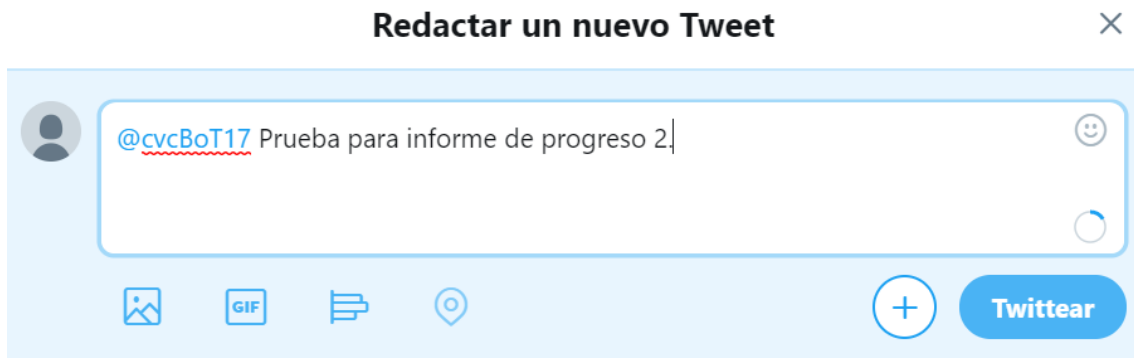 Redactar un nuevo Tweet
@cvcBoT17 Prueba para informe de progreso 2.
GIF
Twittear